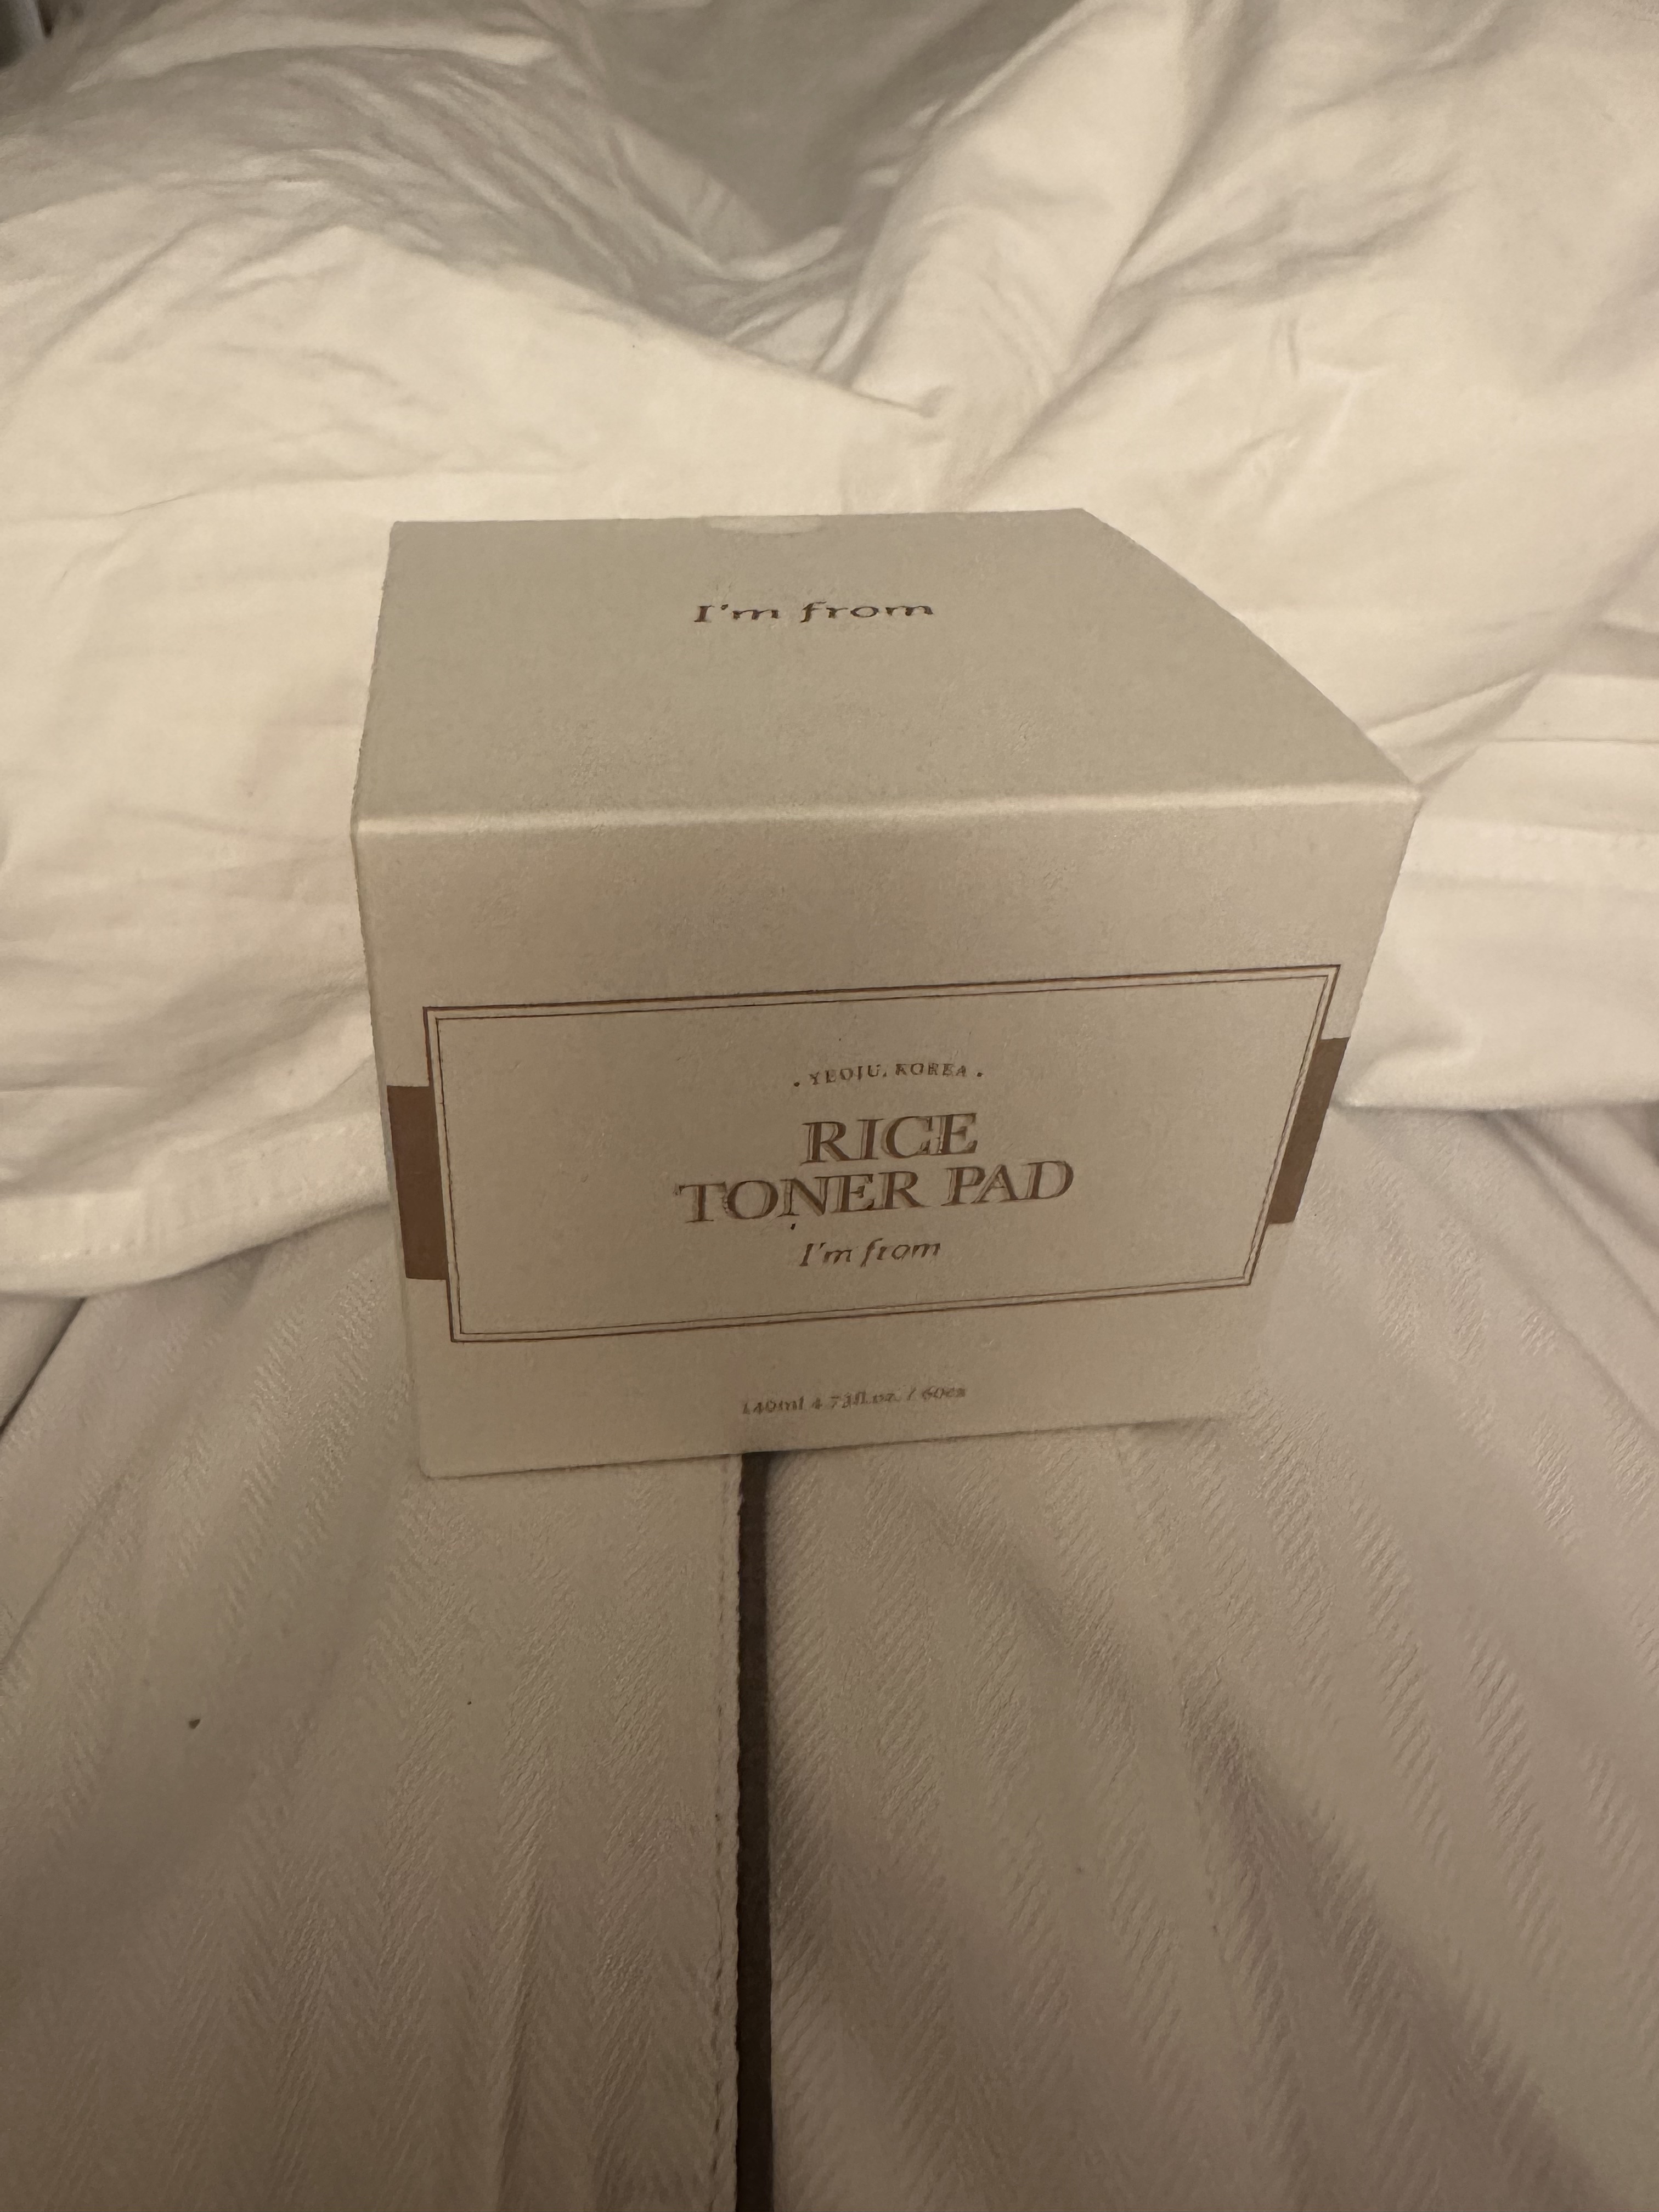 I'm from
. YEOJU, KOREA .
RICE
TONER PAD
I'm from
140ml 4.73fl.oz. / 60ea